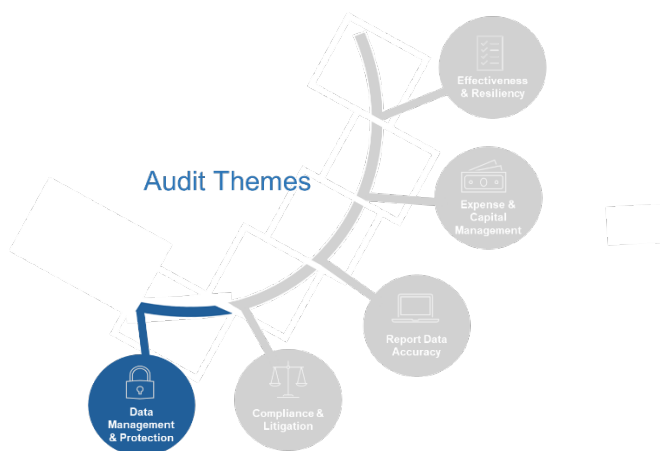 Effectiveness
& Resiliency
Audit Themes
Expense &
Capital
Management
Report Data
Accuracy
Data
Management
& Protection
Compliance &
Litigation